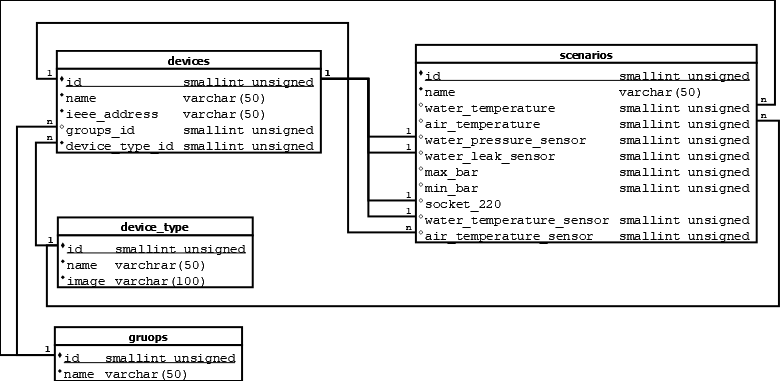 devices
1 id smallint unsigned 1
name varchar(50)
ieee_address varchar(50)
n groups_id smallint unsigned
n device_type_id smallint unsigned
scenarios
id smallint unsigned
name varchar(50) n
water_temperature smallint unsigned
air_temperature smallint unsigned n
1 water_pressure_sensor smallint unsigned
1 water_leak_sensor smallint unsigned
max_bar smallint unsigned
min_bar smallint unsigned
1 socket_220
1 water_temperature_sensor smallint unsigned
n air_temperature_sensor smallint unsigned
device_type
1 id smallint unsigned
name varchrar(50)
image varchar(100)
gruops
1 id smallint unsigned
name varchar(50)